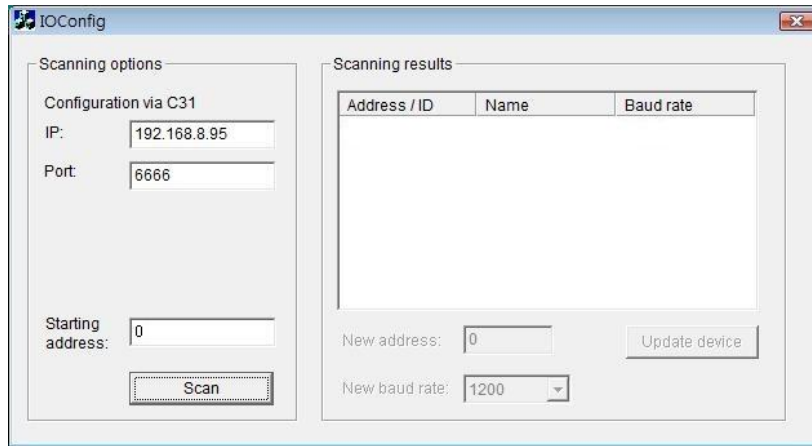 IOConfig
Scanning options
Configuration via C31
IP: 192.168.8.95
Port: 6666
Starting
address: 0
Scan
Scanning results
Address / ID Name Baud rate
New address: 0 Update device
New baud rate: 1200